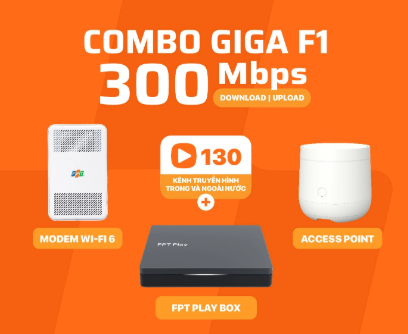 COMBO GIGA F1
300 Mbps
DOWNLOAD | UPLOAD
FPT
130
KÊNH TRUYỀN HÌNH
TRONG VÀ NGOÀI NƯỚC
+
MODEM WI-FI 6
FPT Play
ACCESS POINT
FPT PLAY BOX